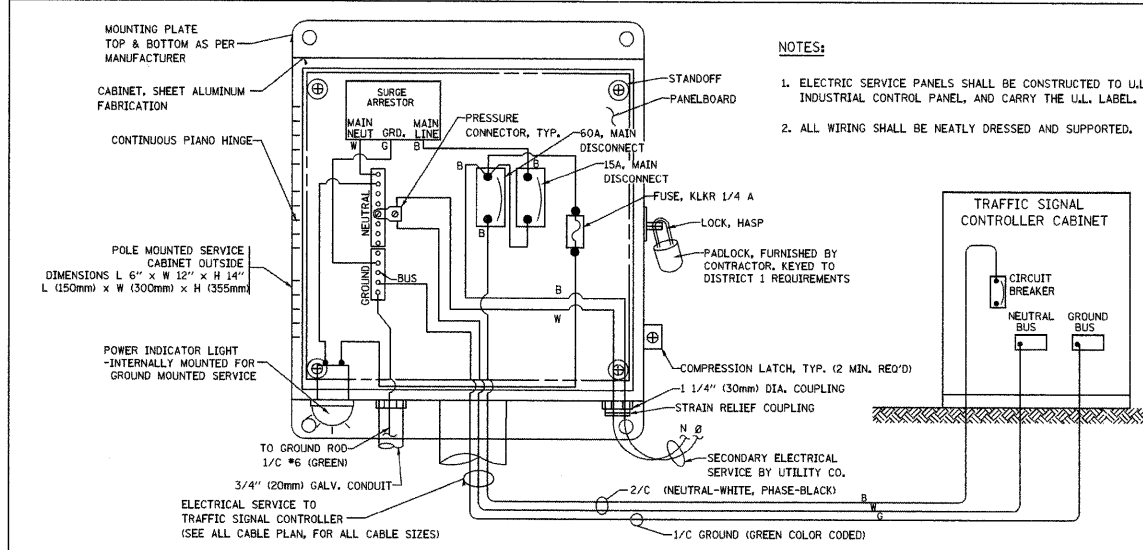 MOUNTING PLATE
TOP & BOTTOM AS PER
MANUFACTURER
CABINET, SHEET ALUMINUM
FABRICATION
CONTINUOUS PIANO HINGE
POLE MOUNTED SERVICE
CABINET OUTSIDE
DIMENSIONS L 6" x W 12" x H 14"
L (150mm) x W (300mm) x H (355mm)
POWER INDICATOR LIGHT
-INTERNALLY MOUNTED FOR
GROUND MOUNTED SERVICE
SURGE
ARRESTOR
MAIN
NEUT
GRD.
MAIN
LINE
W
G
B
NEUTRAL
GROUND
BUS
PRESSURE
CONNECTOR, TYP.
STANDOFF
PANELBOARD
60A, MAIN
DISCONNECT
15A, MAIN
DISCONNECT
B
B
B
FUSE, KLKR 1/4 A
LOCK, HASP
PADLOCK, FURNISHED BY
CONTRACTOR. KEYED TO
DISTRICT 1 REQUIREMENTS
B
W
COMPRESSION LATCH, TYP. (2 MIN. REQ'D)
1 1/4" (30mm) DIA. COUPLING
STRAIN RELIEF COUPLING
N Ø
SECONDARY ELECTRICAL
SERVICE BY UTILITY CO.
TO GROUND ROD
1/C #6 (GREEN)
3/4" (20mm) GALV. CONDUIT
ELECTRICAL SERVICE TO
TRAFFIC SIGNAL CONTROLLER
(SEE ALL CABLE PLAN, FOR ALL CABLE SIZES)
2/C (NEUTRAL-WHITE, PHASE-BLACK)
B
W
G
1/C GROUND (GREEN COLOR CODED)
NOTES:
1. ELECTRIC SERVICE PANELS SHALL BE CONSTRUCTED TO U.L
INDUSTRIAL CONTROL PANEL, AND CARRY THE U.L. LABEL.
2. ALL WIRING SHALL BE NEATLY DRESSED AND SUPPORTED.
TRAFFIC SIGNAL
CONTROLLER CABINET
CIRCUIT
BREAKER
NEUTRAL
BUS
GROUND
BUS